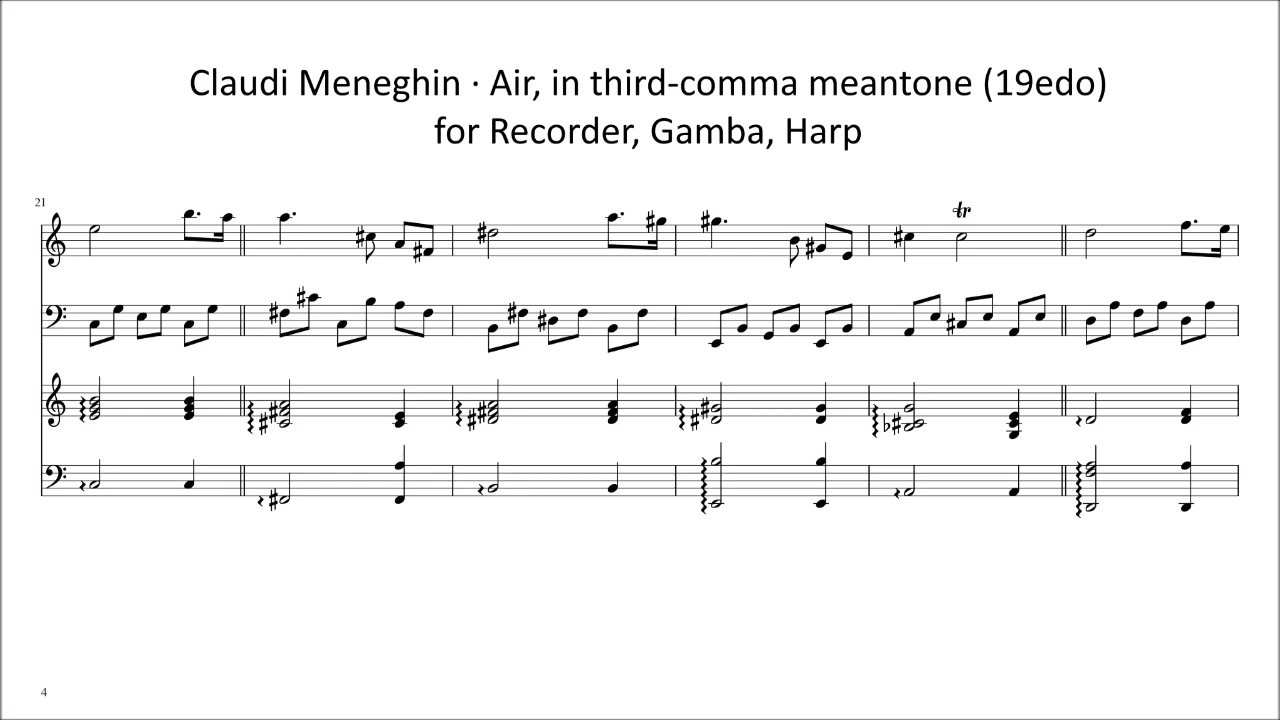 Claudi Meneghin · Air, in third-comma meantone (19edo)
for Recorder, Gamba, Harp
21
tr
4